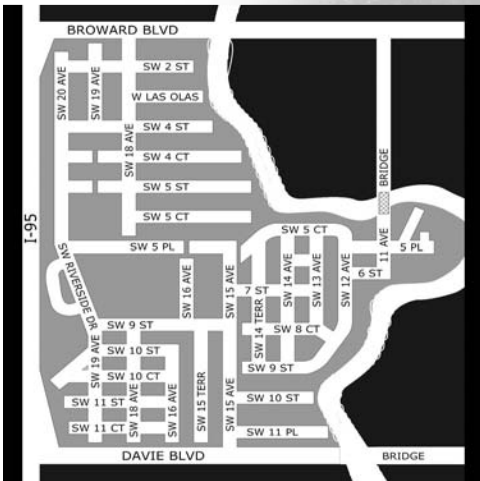 BROWARD BLVD
SW 20 AVE
SW 19 AVE
SW 18 AVE
SW 2 ST
W LAS OLAS
SW 4 ST
SW 4 CT
SW 5 ST
SW 5 CT
BRIDGE
11 AVE
I-95
SW 5 PL
SW 5 CT
5 PL
6 ST
SW RIVERSIDE DR
SW 16 AVE
SW 15 AVE
7 ST
SW 14 TERR
SW 14 AVE
SW 13 AVE
SW 12 AVE
SW 8 CT
SW 9 ST
SW 9 ST
SW 19 AVE
SW 10 ST
SW 10 CT
SW 11 ST
SW 11 CT
SW 18 AVE
SW 16 AVE
SW 15 TERR
SW 15 AVE
SW 10 ST
SW 11 PL
DAVIE BLVD
BRIDGE